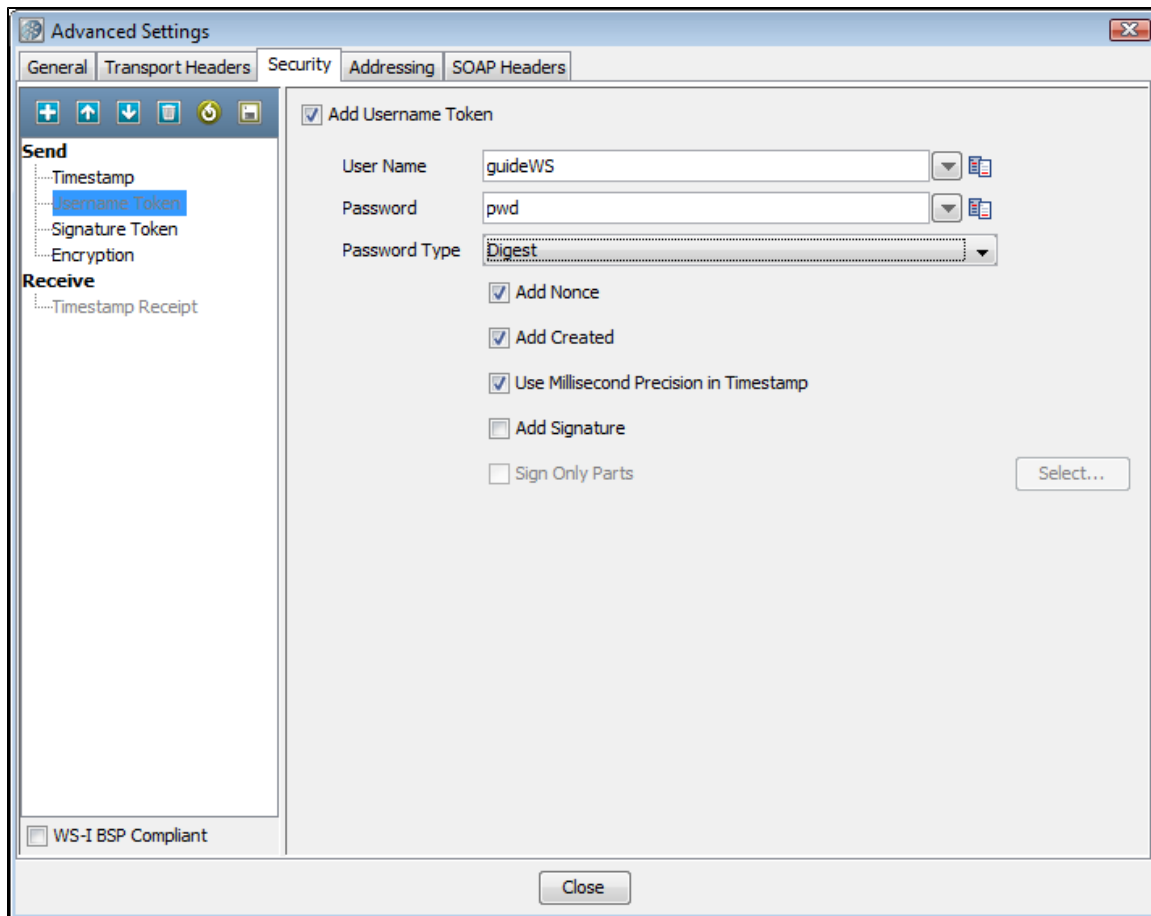 Advanced Settings
General Transport Headers Security Addressing SOAP Headers
Add Username Token
Send
Timestamp
Username Token
Signature Token
Encryption
Receive
Timestamp Receipt
User Name guideWS
Password pwd
Password Type Digest
Add Nonce
Add Created
Use Millisecond Precision in Timestamp
Add Signature
Sign Only Parts Select...
WS-I BSP Compliant
Close